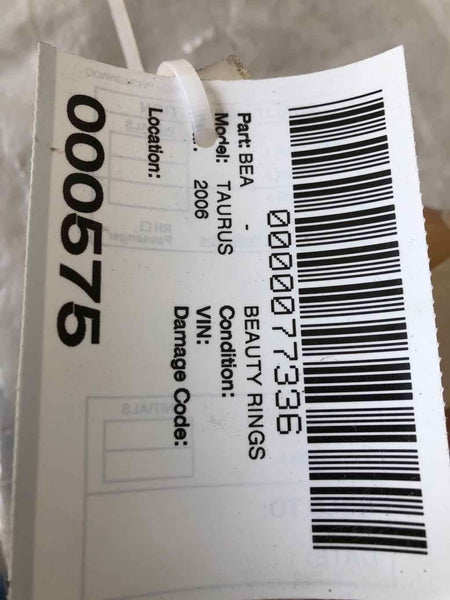 0000077336
Part: BEA - BEAUTY RINGS
Model: TAURUS Condition:
2006 VIN:
Damage Code:
Location:
000575